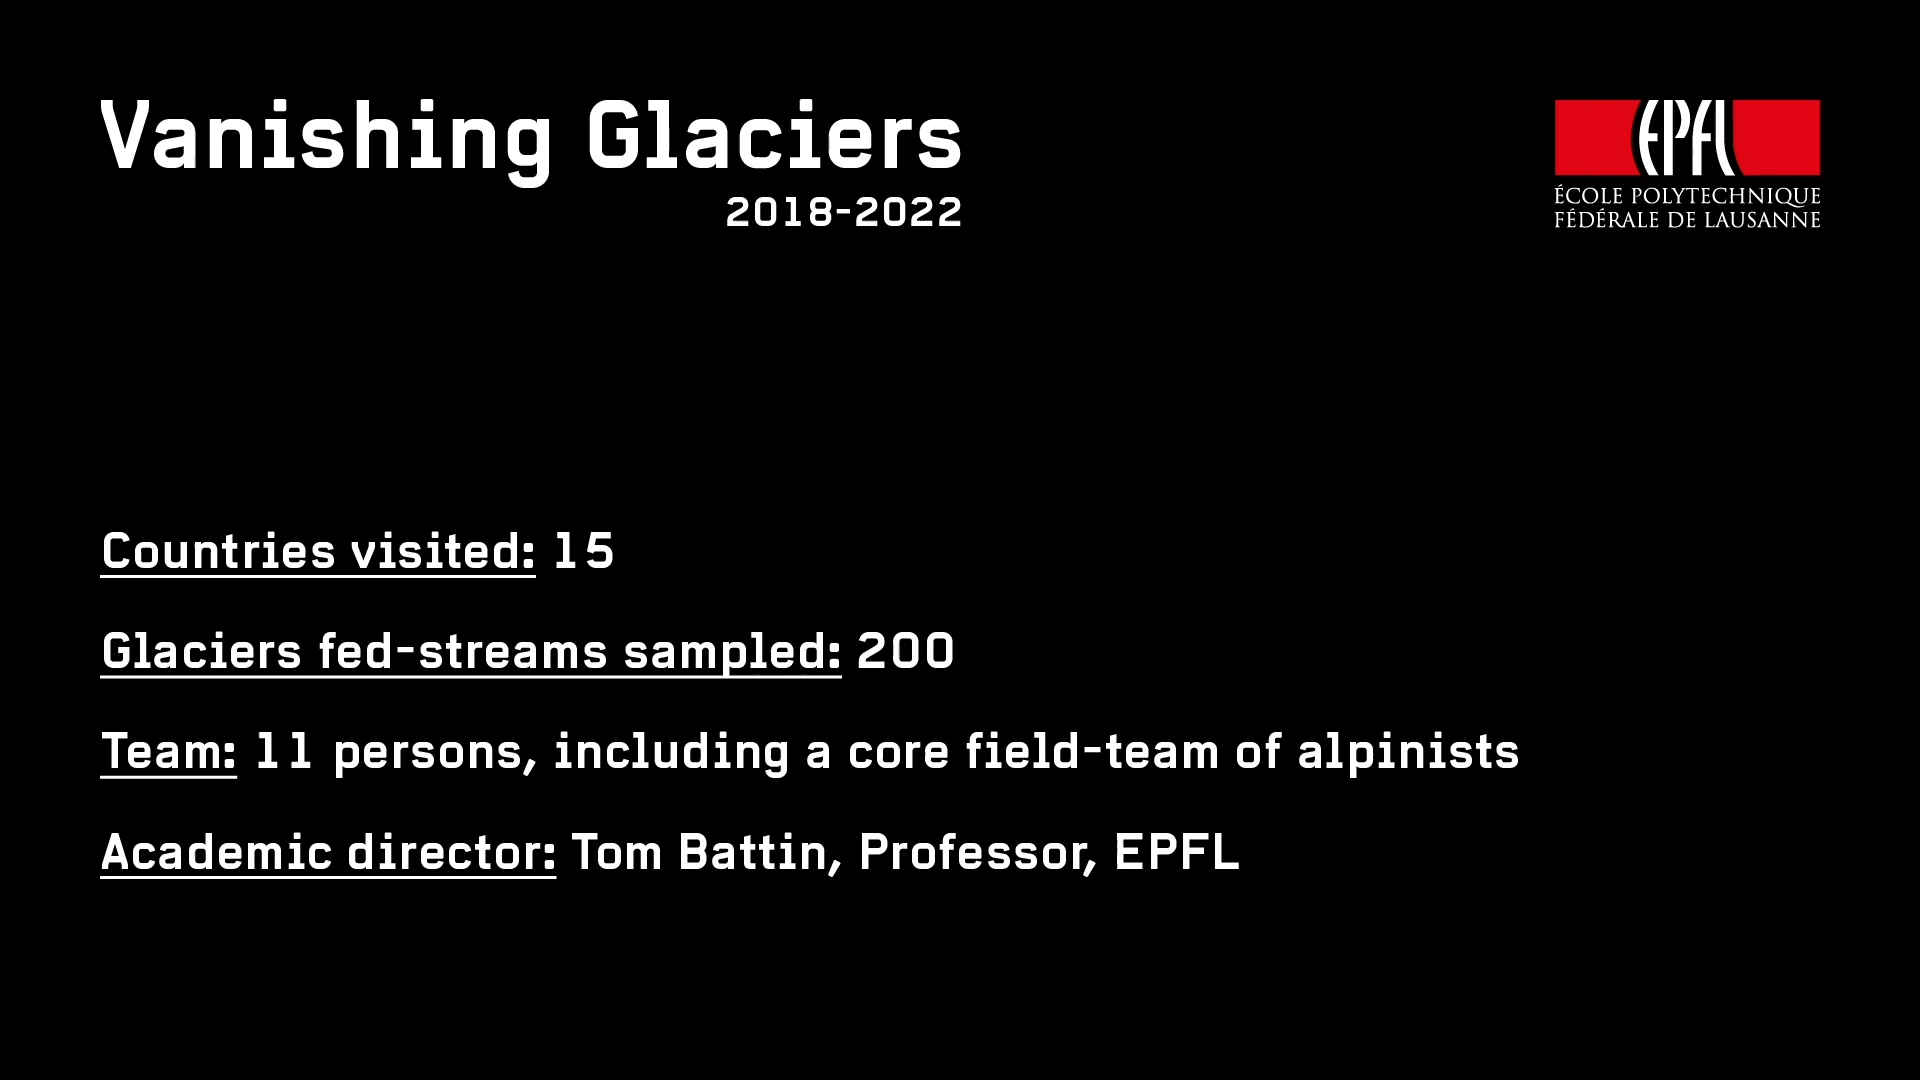 Vanishing Glaciers
2018-2022
EPFL
ÉCOLE POLYTECHNIQUE
FÉDÉRALE DE LAUSANNE
Countries visited: 15
Glaciers fed-streams sampled: 200
Team: 11 persons, including a core field-team of alpinists
Academic director: Tom Battin, Professor, EPFL